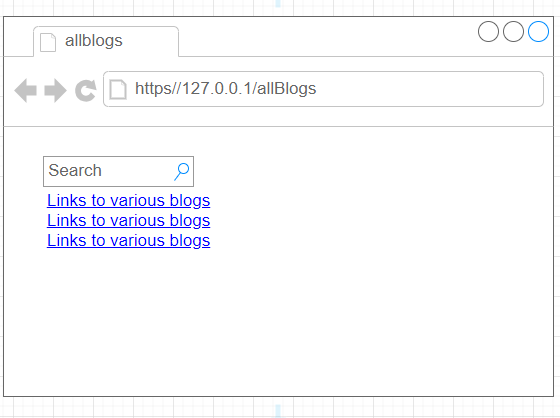 allblogs
https//127.0.0.1/allBlogs
Search
Links to various blogs
Links to various blogs
Links to various blogs